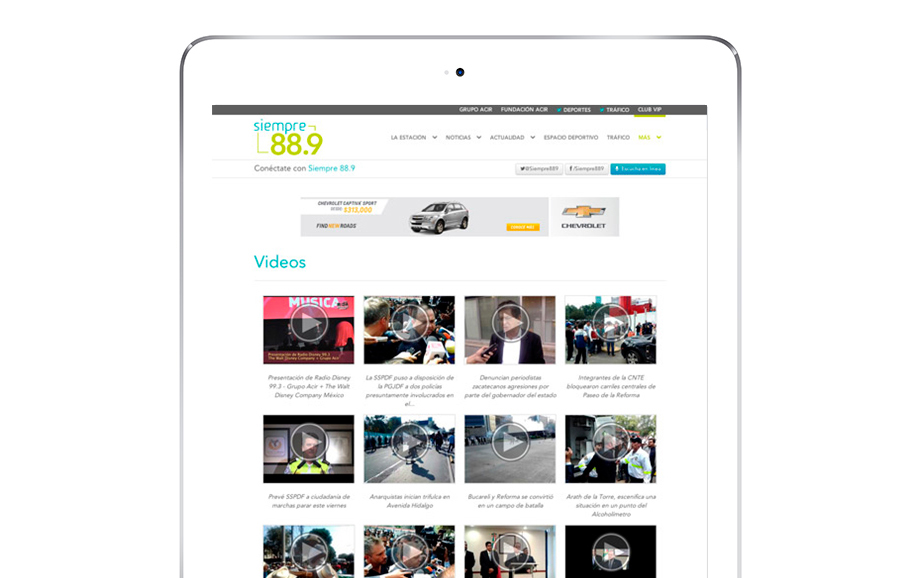 GRUPO ACIR FUNDACIÓN ACIR DEPORTES TRÁFICO CLUB VIP
siempre
88.9
LA ESTACIÓN NOTICIAS ACTUALIDAD ESPACIO DEPORTIVO TRÁFICO MÁS
Conéctate con Siempre 88.9
@Siempre889 /Siempre889 Escucha en línea
CHEVROLET CAPTIVA SPORT
DESDE $313,000
FIND NEW ROADS
CHEVROLET
Videos
MUSICA
Presentación de Radio Disney 99.3
The Walt Disney Company + Grupo Acir
Presentación de Radio Disney
99.3 - Grupo Acir + The Walt
Disney Company México
La SSPDF puso a disposición de
la PGJDF a dos policías
presuntamente involucrados en
el...
Denuncian periodistas
zacatecanos agresiones por
parte del gobernador del estado
Integrantes de la CNTE
bloquearon carriles centrales de
Paseo de la Reforma
Prevé SSPDF a ciudadanía de
marchas parar este viernes
Anarquistas inician trifulca en
Avenida Hidalgo
Bucareli y Reforma se convirtió
en un campo de batalla
Arath de la Torre, escenifica una
situación en un punto del
Alcoholímetro